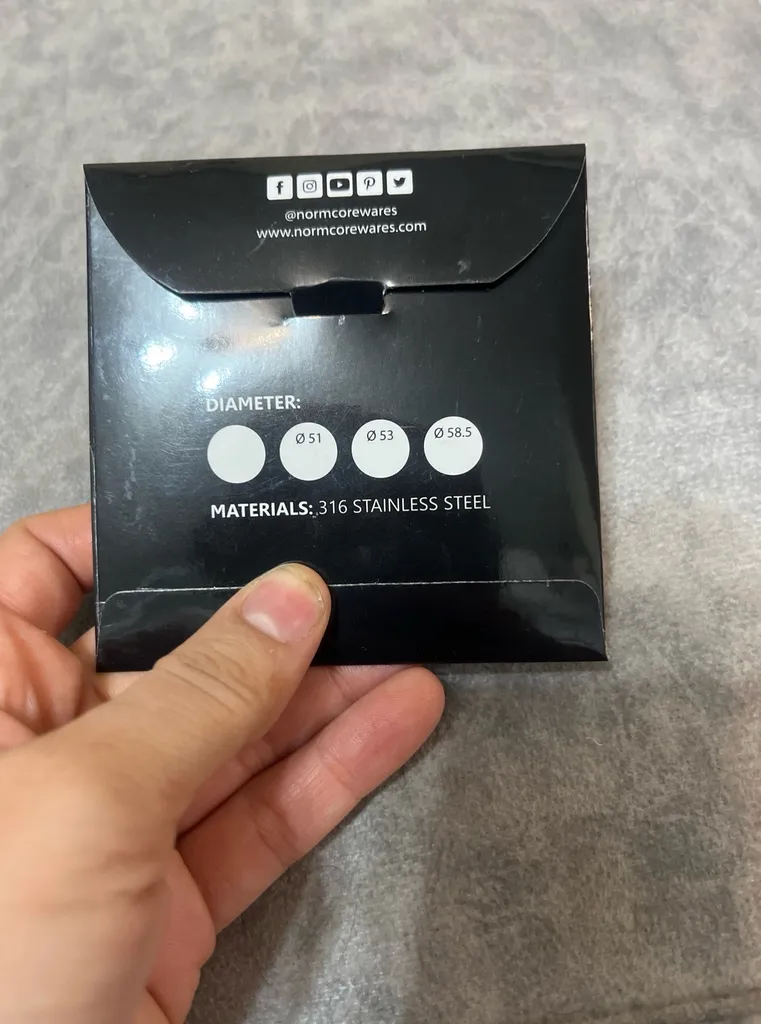 @normcorewares
www.normcorewares.com
DIAMETER:
Ø 51 Ø 53 Ø 58.5
MATERIALS: 316 STAINLESS STEEL